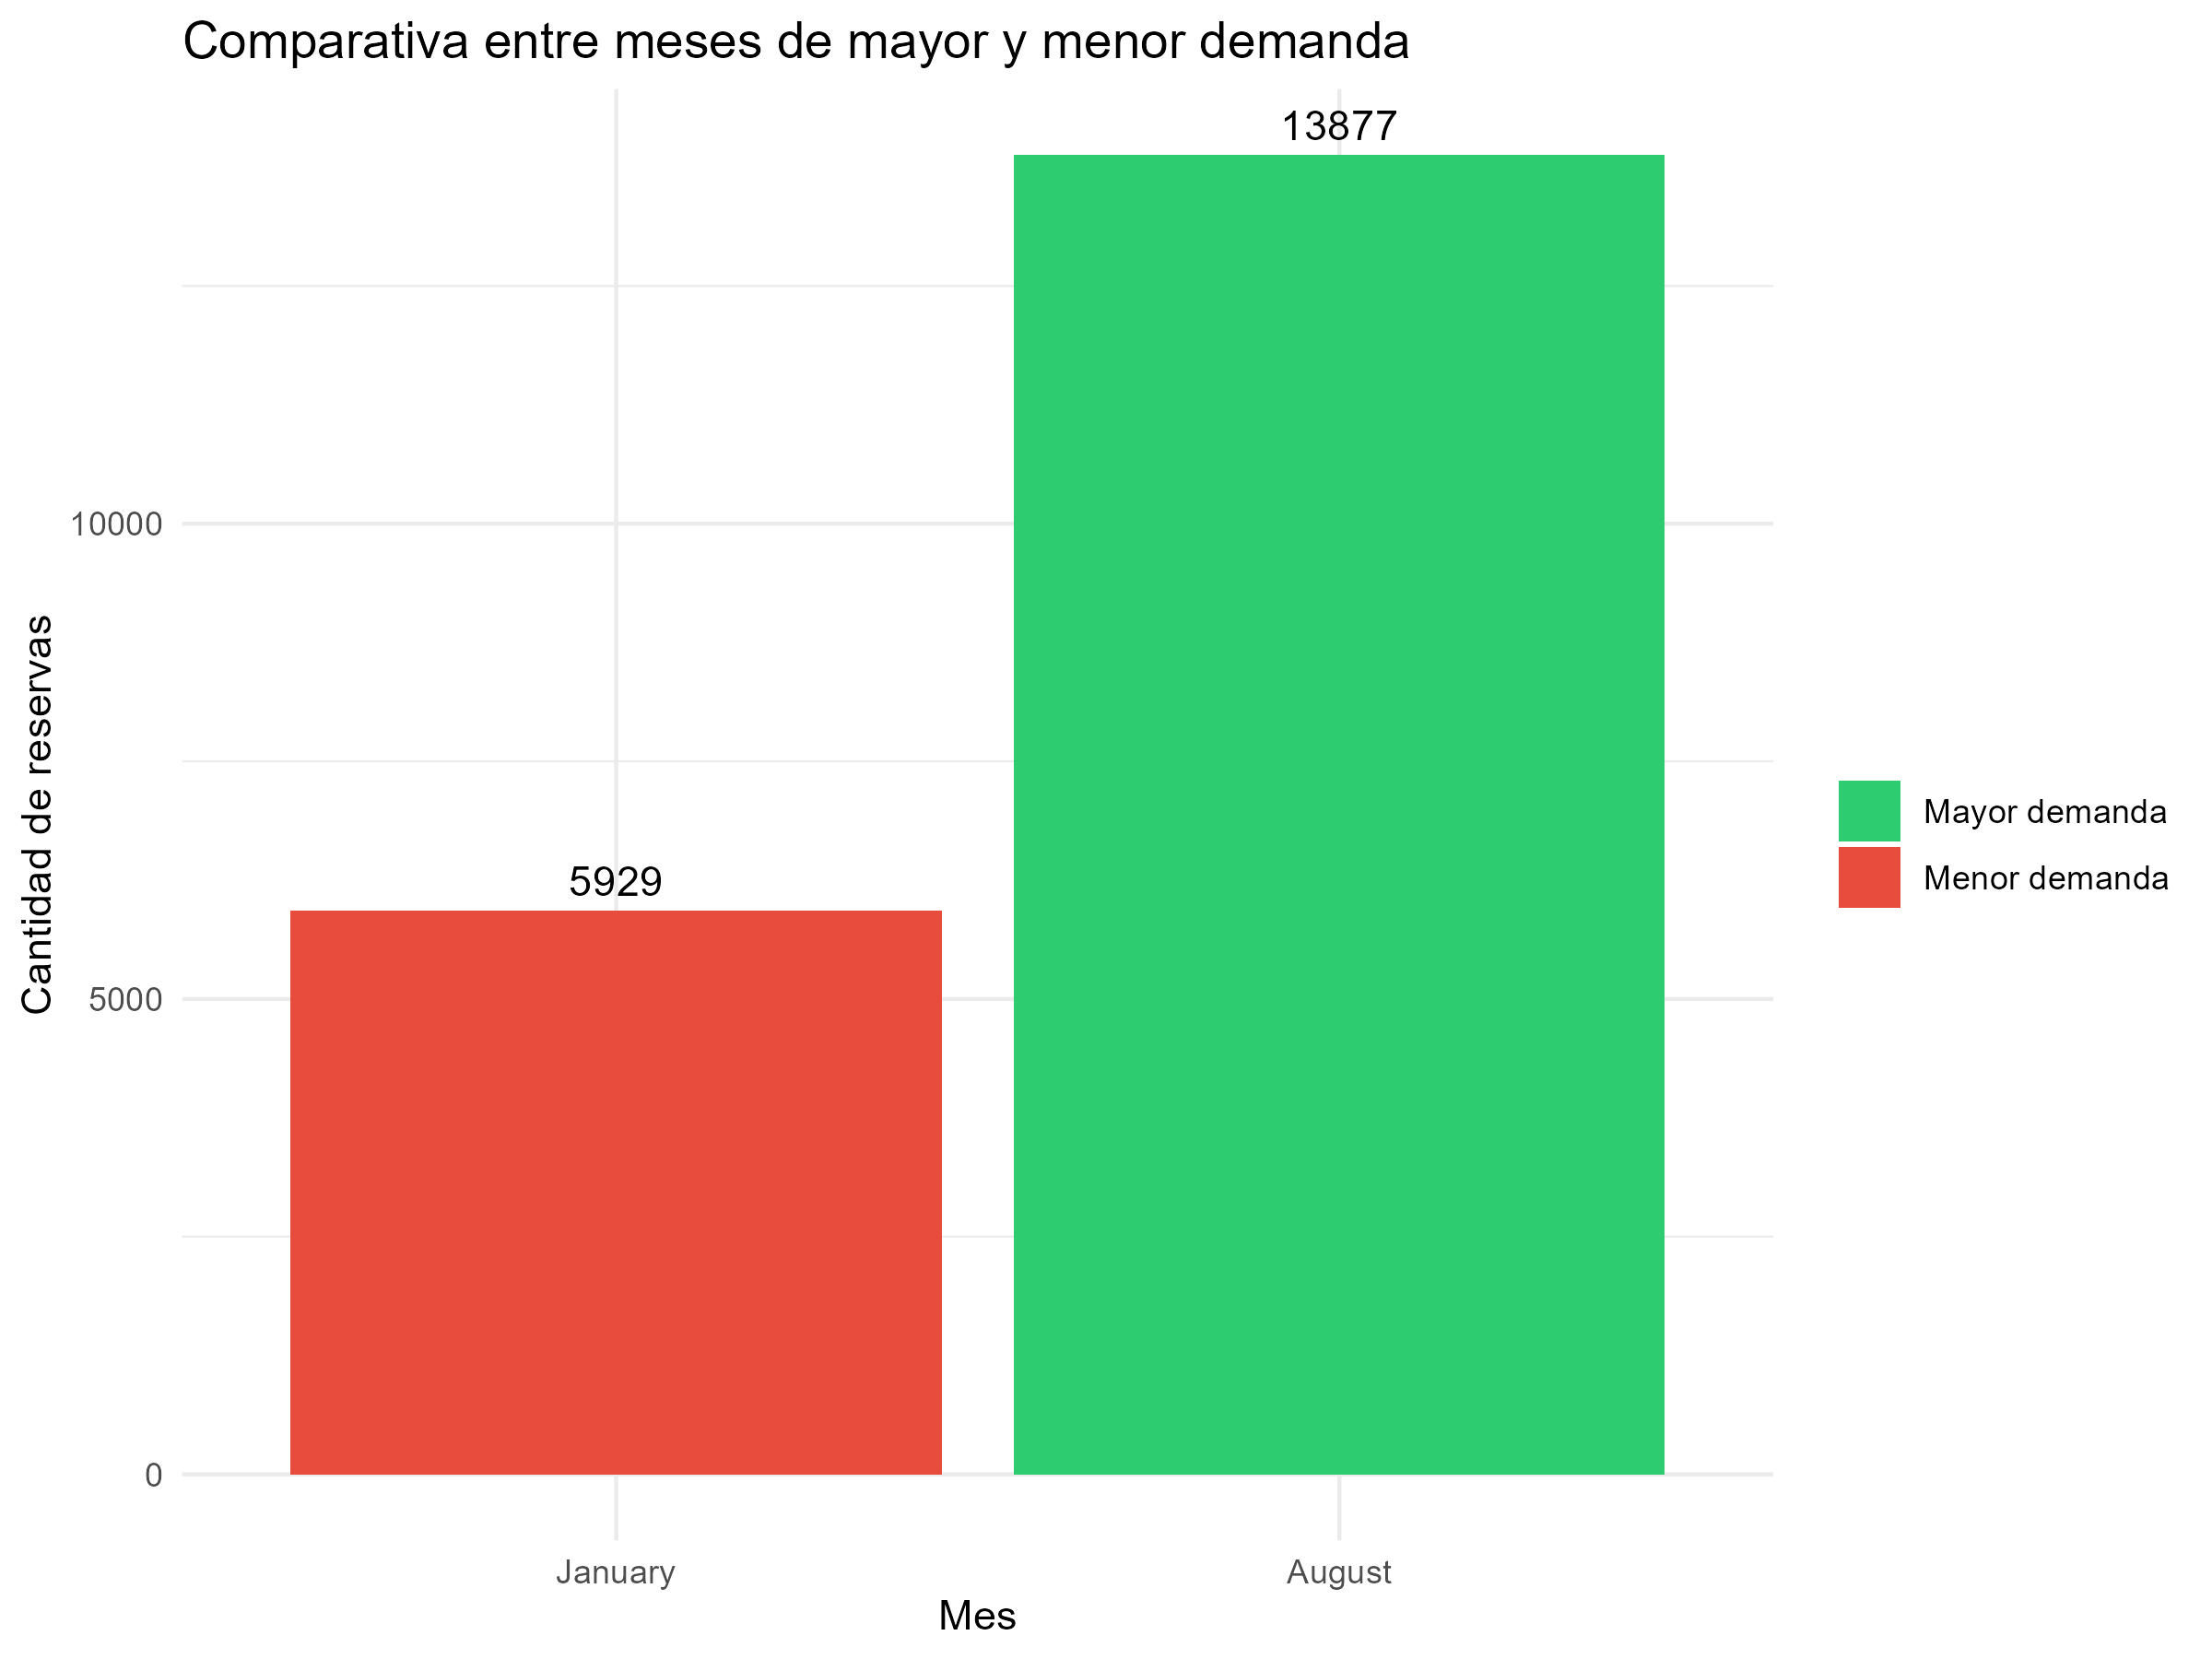 Comparativa entre meses de mayor y menor demanda
13877
10000
5929
5000
0
Cantidad de reservas
January
August
Mes
Mayor demanda
Menor demanda